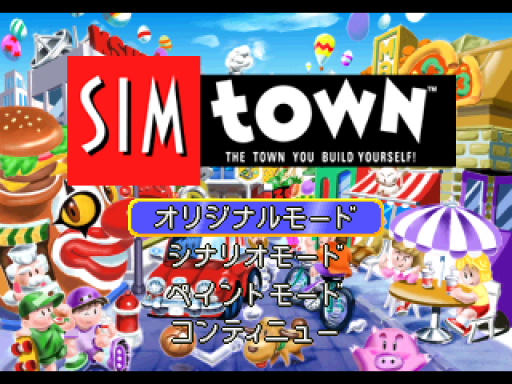 SIM TOWN™
THE TOWN YOU BUILD YOURSELF!
オリジナルモード
シナリオモード
ペイントモード
コンティニュー